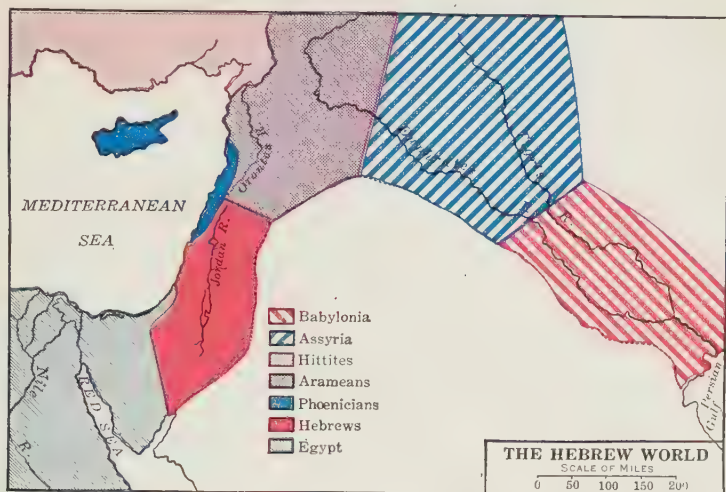 MEDITERRANEAN
SEA
Orontes R.
Jordan R.
Euphrates R.
Tigris R.
Nile R.
RED SEA
Persian
Gulf
Babylonia
Assyria
Hittites
Arameans
Phoenicians
Hebrews
Egypt
THE HEBREW WORLD
SCALE OF MILES
0 50 100 150 200